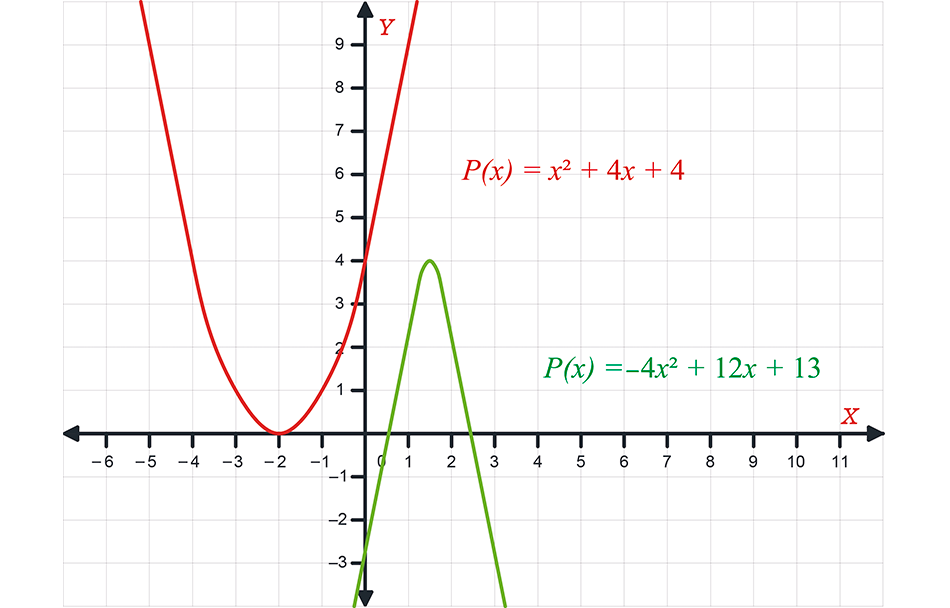 Y
9
8
7
6
P(x) = x² + 4x + 4
5
4
3
2
P(x) =–4x² + 12x + 13
1
X
–6 –5 –4 –3 –2 –1 0 1 2 3 4 5 6 7 8 9 10 11
–1
–2
–3